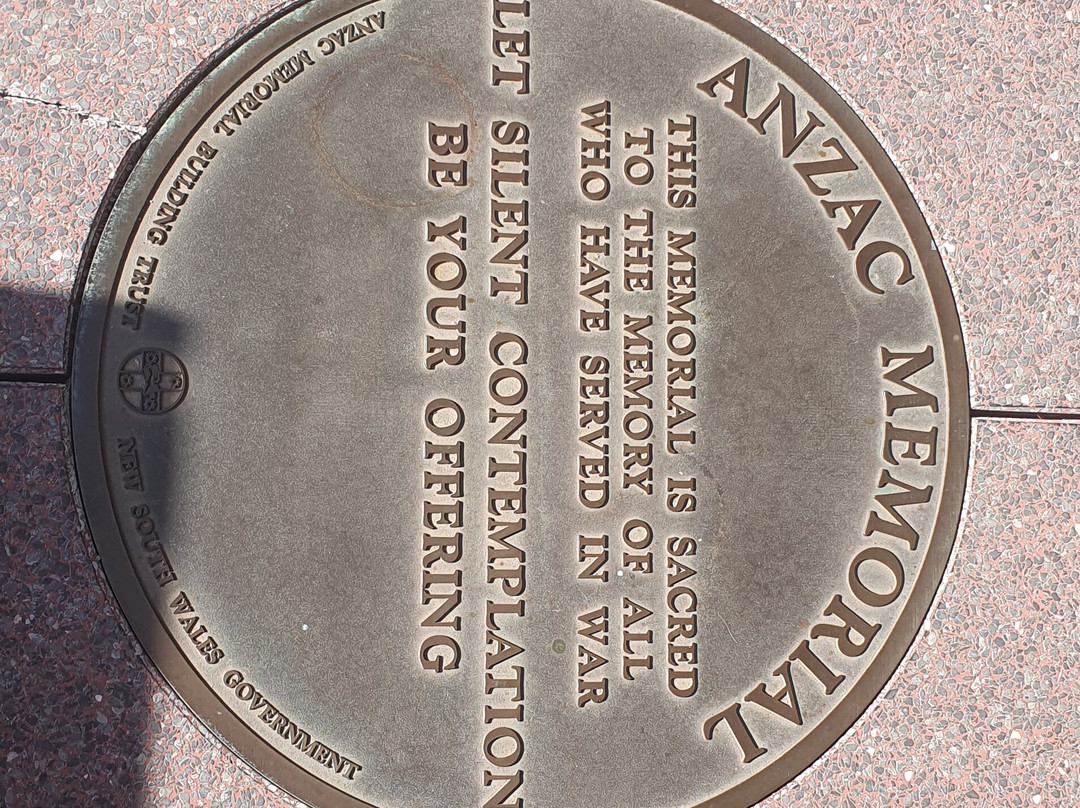 ANZAC MEMORIAL
THIS MEMORIAL IS SACRED
TO THE MEMORY OF ALL
WHO HAVE SERVED IN WAR
LET SILENT CONTEMPLATION
BE YOUR OFFERING
ANZAC MEMORIAL BUILDING TRUST
NEW SOUTH WALES GOVERNMENT